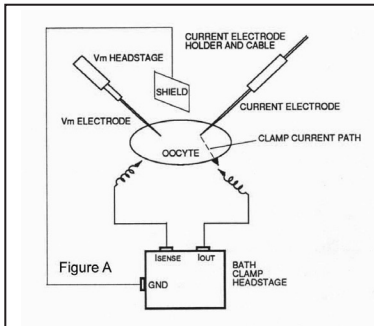 CURRENT ELECTRODE
HOLDER AND CABLE
Vm HEADSTAGE
SHIELD
CURRENT ELECTRODE
Vm ELECTRODE
CLAMP CURRENT PATH
OOCYTE
Figure A
ISENSE
IOUT
BATH
CLAMP
HEADSTAGE
GND